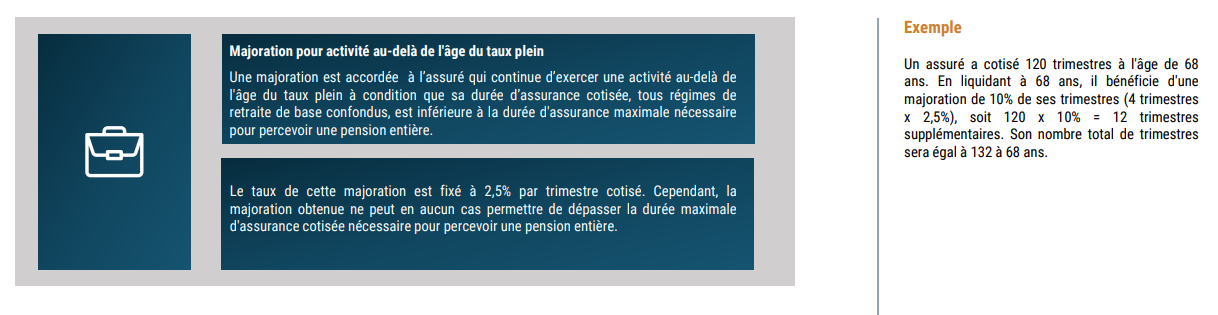 Majoration pour activité au-delà de l'âge du taux plein
Une majoration est accordée à l'assuré qui continue d'exercer une activité au-delà de
l'âge du taux plein à condition que sa durée d'assurance cotisée, tous régimes de
retraite de base confondus, est inférieure à la durée d'assurance maximale nécessaire
pour percevoir une pension entière.
Le taux de cette majoration est fixé à 2,5% par trimestre cotisé. Cependant, la
majoration obtenue ne peut en aucun cas permettre de dépasser la durée maximale
d'assurance cotisée nécessaire pour percevoir une pension entière.
Exemple
Un assuré a cotisé 120 trimestres à l'âge de 68
ans. En liquidant à 68 ans, il bénéficie d'une
majoration de 10% de ses trimestres (4 trimestres
x 2,5%), soit 120 x 10% = 12 trimestres
supplémentaires. Son nombre total de trimestres
sera égal à 132 à 68 ans.